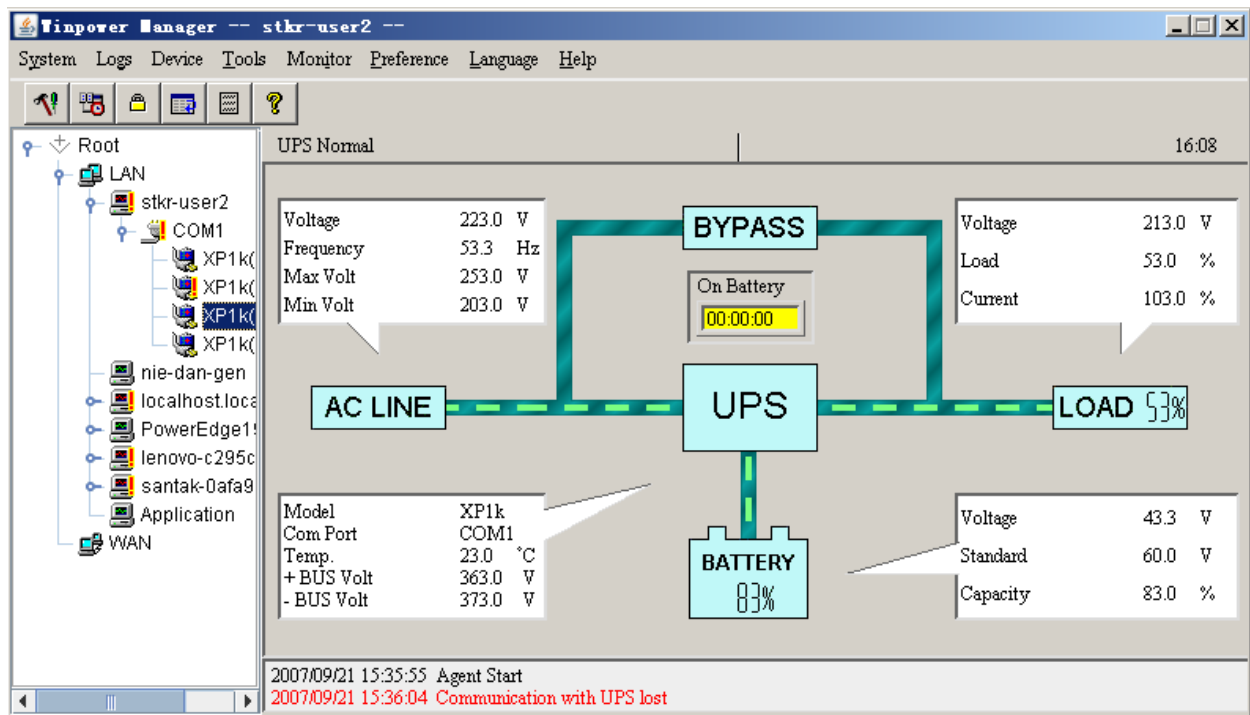 Winpower Manager -- stkr-user2 --
System Logs Device Tools Monitor Preference Language Help
Root
LAN
stkr-user2
COM1
XP1k(
XP1k(
XP1k(
XP1k(
nie-dan-gen
localhost.loca
PowerEdge1
lenovo-c295c
santak-0afa9
Application
WAN
UPS Normal
16:08
Voltage 223.0 V
Frequency 53.3 Hz
Max Volt 253.0 V
Min Volt 203.0 V
BYPASS
On Battery
00:00:00
Voltage 213.0 V
Load 53.0 %
Current 103.0 %
AC LINE
UPS
LOAD 53%
Model XP1k
Com Port COM1
Temp. 23.0 °C
+ BUS Volt 363.0 V
- BUS Volt 373.0 V
BATTERY
83%
Voltage 43.3 V
Standard 60.0 V
Capacity 83.0 %
2007/09/21 15:35:55 Agent Start
2007/09/21 15:36:04 Communication with UPS lost